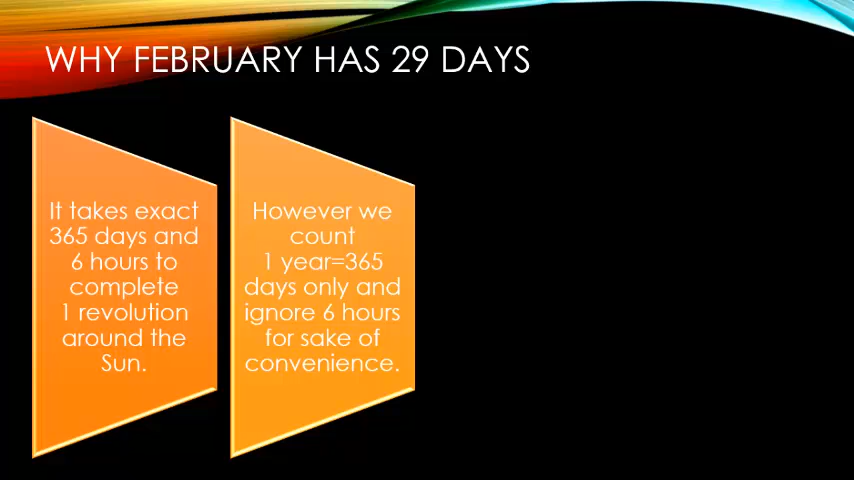 WHY FEBRUARY HAS 29 DAYS
It takes exact
365 days and
6 hours to
complete
1 revolution
around the
Sun.
However we
count
1 year=365
days only and
ignore 6 hours
for sake of
convenience.